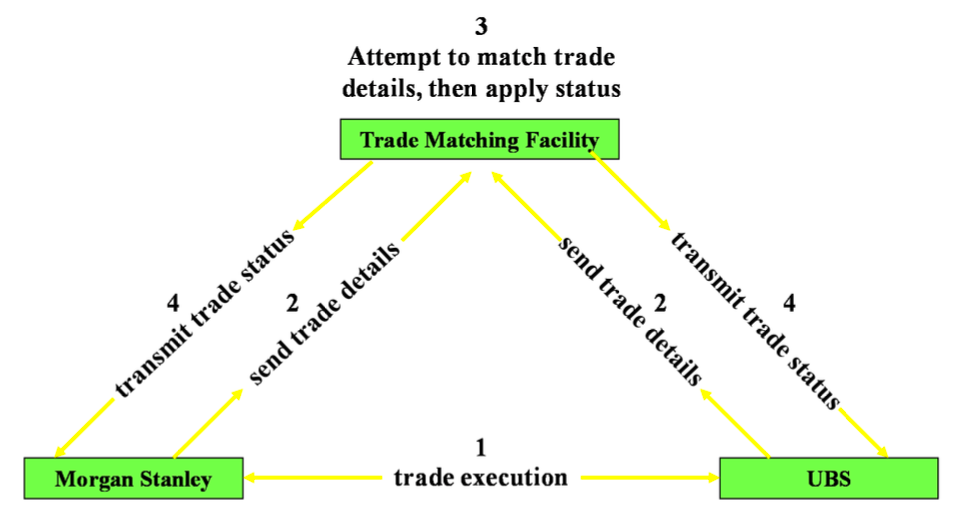 3
Attempt to match trade
details, then apply status
Trade Matching Facility
transmit trade status
4
send trade details
2
send trade details
2
transmit trade status
4
1
trade execution
Morgan Stanley
UBS